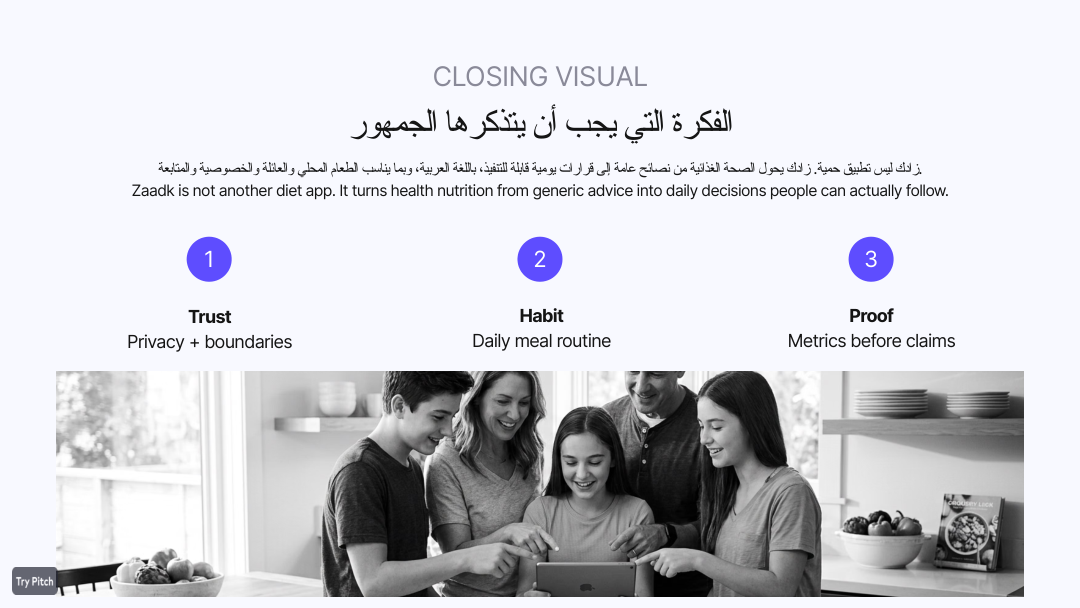 CLOSING VISUAL
الفكرة التي يجب أن يتذكرها الجمهور
زادك ليس تطبيق حمية. زادك يحول الصحة الغذائية من نصائح عامة إلى قرارات يومية قابلة للتنفيذ، باللغة العربية، وبما يناسب الطعام المحلي والعائلة والخصوصية والمتابعة.
Zaadk is not another diet app. It turns health nutrition from generic advice into daily decisions people can actually follow.
1
Trust
Privacy + boundaries
2
Habit
Daily meal routine
3
Proof
Metrics before claims
Try Pitch